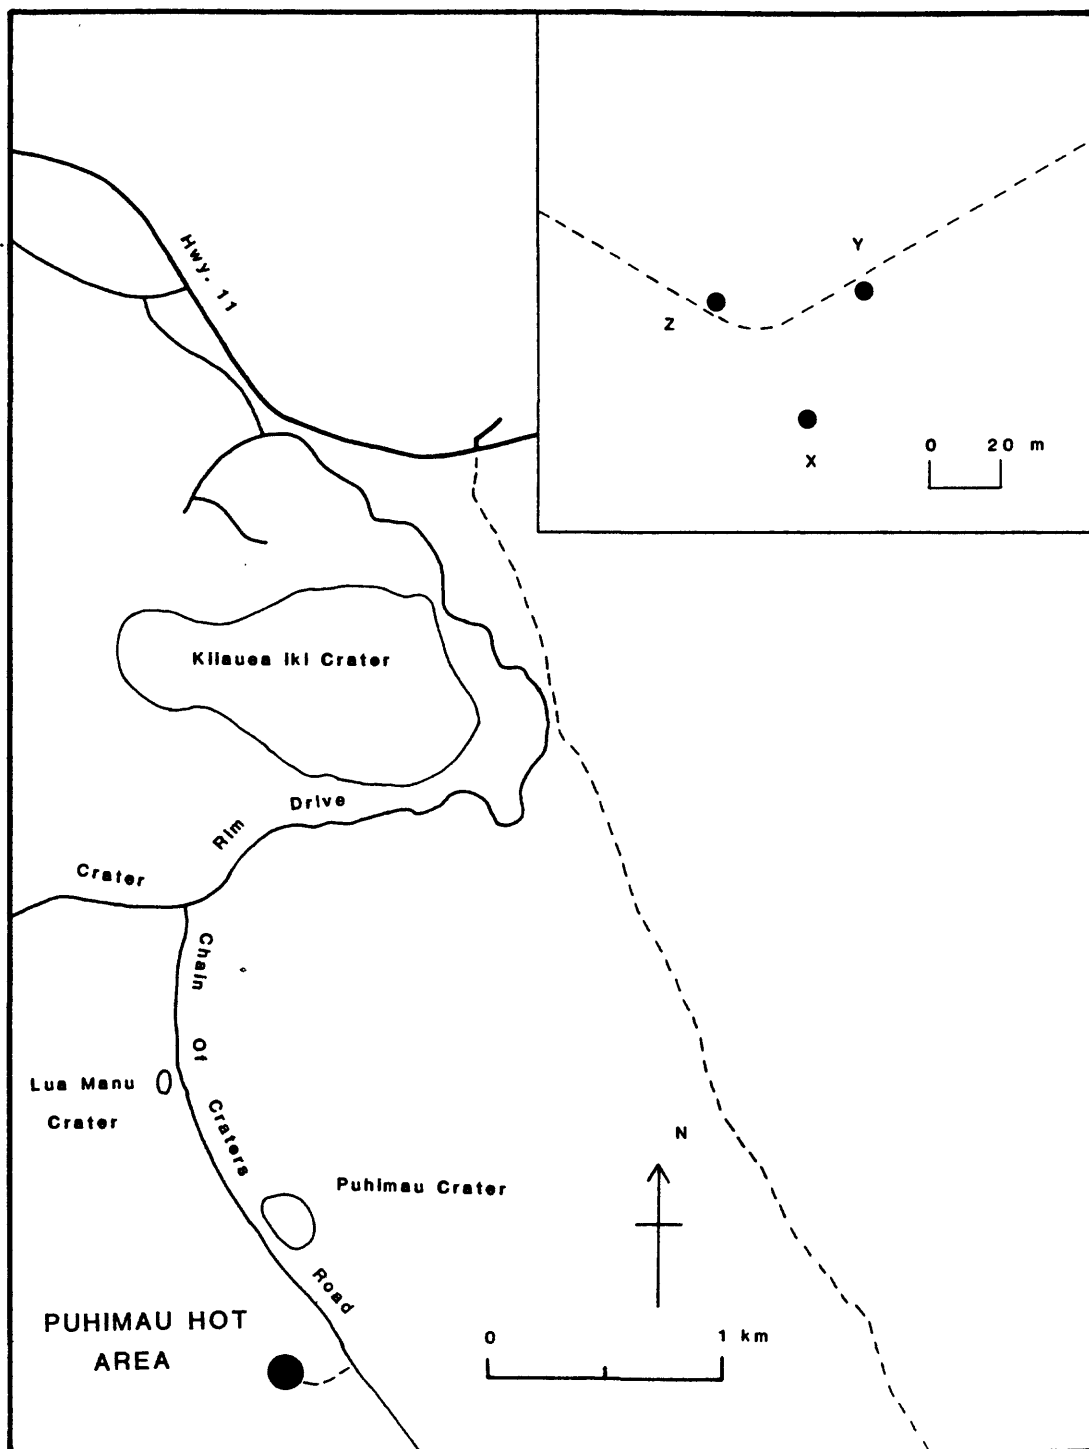 Hwy. 11
Y
Z
X
0 20 m
Kilauea Iki Crater
Drive
Rim
Crater
Chain
Of
Craters
Road
Lua Manu
Crater
N
Puhimau Crater
PUHIMAU HOT
AREA
0 1 km